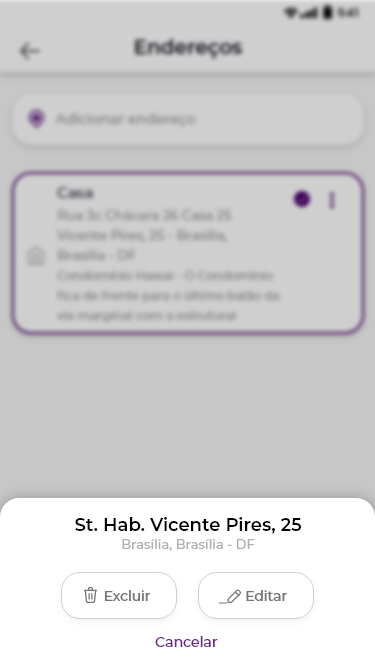 9:41
Endereços
Adicionar endereço
Casa
Rua 3c Chácara 26 Casa 25
Vicente Pires, 25 - Brasília,
Brasília - DF
Condomínio Hawai - O Condomínio
fica de frente para o último balão da
via marginal com a estrutural
St. Hab. Vicente Pires, 25
Brasília, Brasília - DF
Excluir
Editar
Cancelar